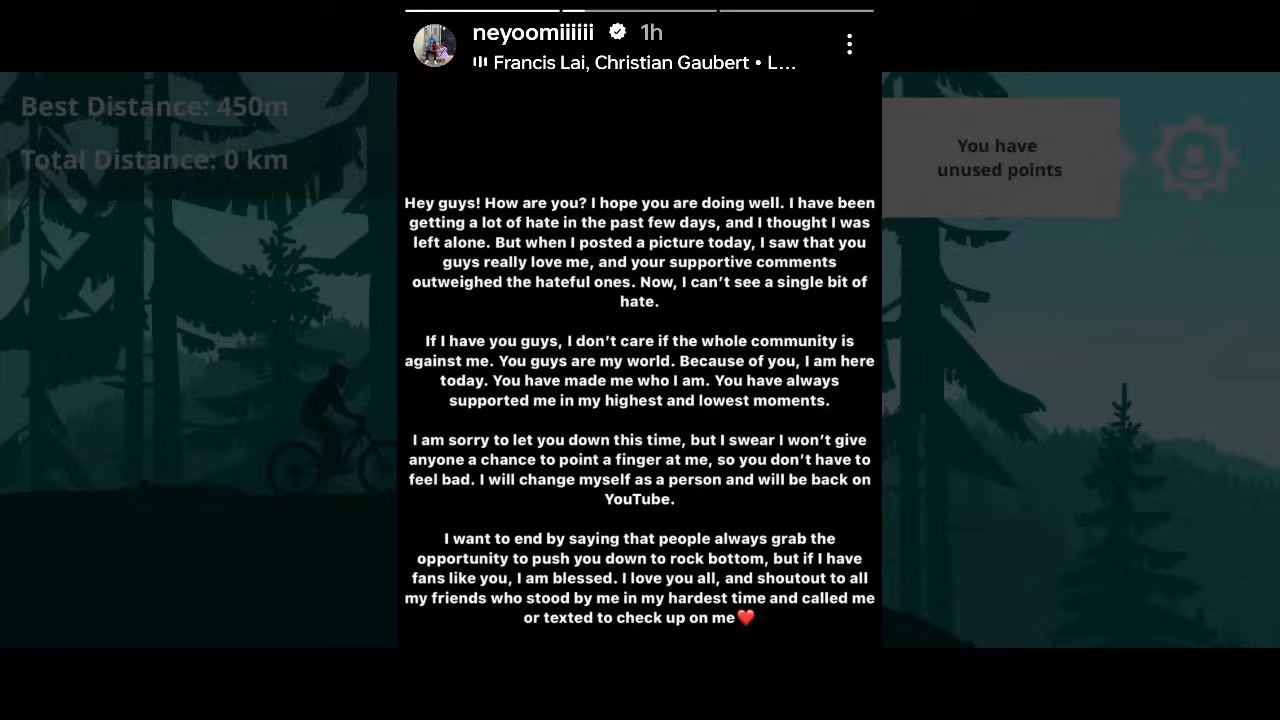 neyoomiiiiii 1h
Francis Lai, Christian Gaubert • L...
Best Distance: 450m
Total Distance: 0 km
You have
unused points
Hey guys! How are you? I hope you are doing well. I have been
getting a lot of hate in the past few days, and I thought I was
left alone. But when I posted a picture today, I saw that you
guys really love me, and your supportive comments
outweighed the hateful ones. Now, I can’t see a single bit of
hate.
If I have you guys, I don’t care if the whole community is
against me. You guys are my world. Because of you, I am here
today. You have made me who I am. You have always
supported me in my highest and lowest moments.
I am sorry to let you down this time, but I swear I won’t give
anyone a chance to point a finger at me, so you don’t have to
feel bad. I will change myself as a person and will be back on
YouTube.
I want to end by saying that people always grab the
opportunity to push you down to rock bottom, but if I have
fans like you, I am blessed. I love you all, and shoutout to all
my friends who stood by me in my hardest time and called me
or texted to check up on me❤️